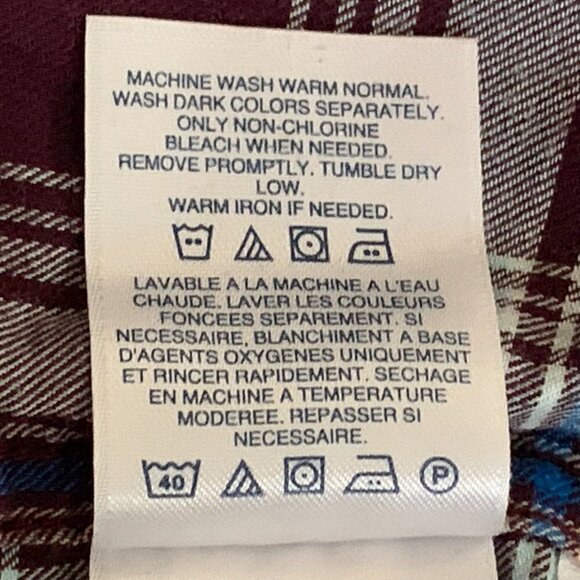 MACHINE WASH WARM NORMAL.
WASH DARK COLORS SEPARATELY.
ONLY NON-CHLORINE
BLEACH WHEN NEEDED.
REMOVE PROMPTLY. TUMBLE DRY
LOW.
WARM IRON IF NEEDED.
LAVABLE A LA MACHINE A L'EAU
CHAUDE. LAVER LES COULEURS
FONCEES SEPAREMENT. SI
NECESSAIRE, BLANCHIMENT A BASE
D'AGENTS OXYGENES UNIQUEMENT
ET RINCER RAPIDEMENT. SECHAGE
EN MACHINE A TEMPERATURE
MODEREE. REPASSER SI
NECESSAIRE.
40 P